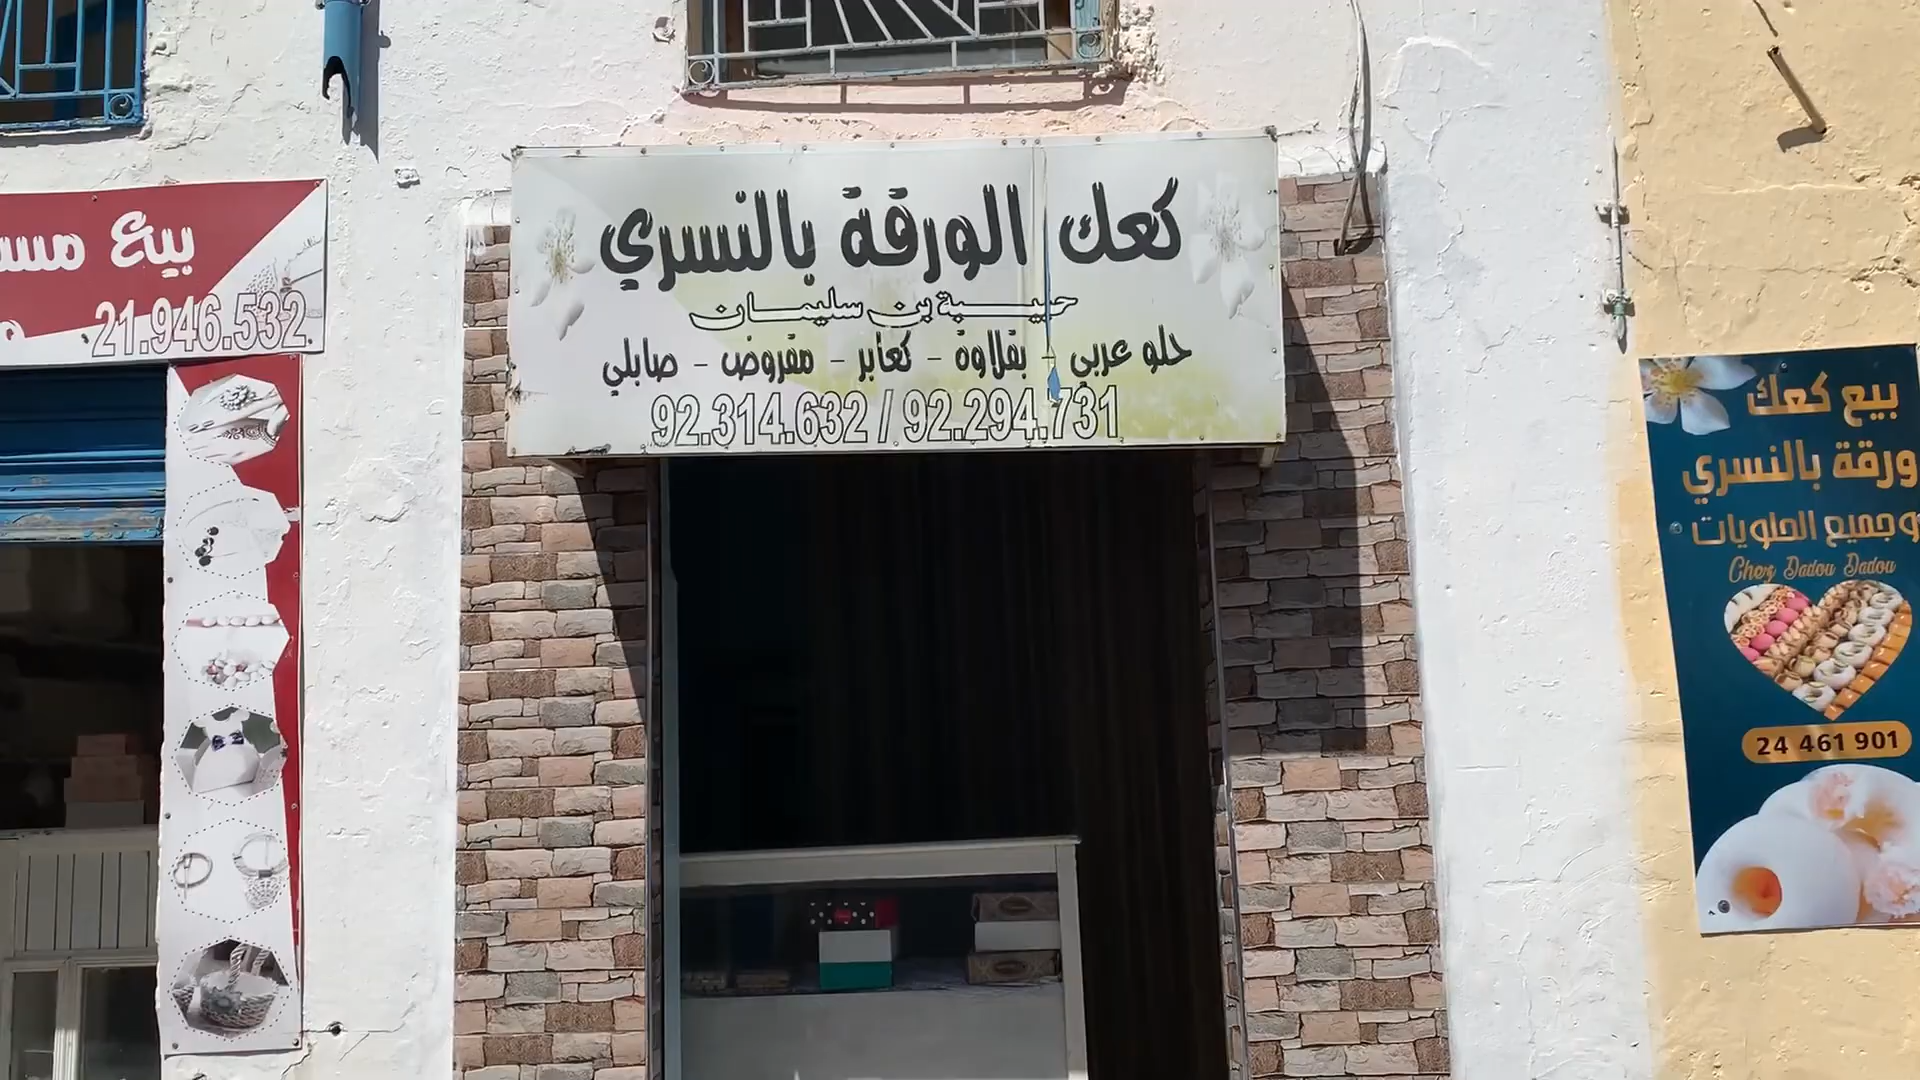 بيع
21.946.532
كعك الورقة بالنسري
حبيبة بن سليمان
حلو عربي - بقلاوة - كعابر - مقروض - صابلي
92.314.632 / 92.294.731
بيع كعك
ورقة بالنسري
وجميع الحلويات
Chez Dadou Dadou
24 461 901